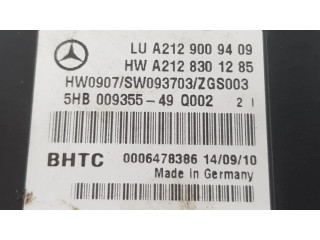 LU A212 900 94 09
HW A212 830 12 85
HW0907/SW093703/ZGS003
5HB 009355-49 Q002 21
BHTC 0006478386 14/09/10
Made in Germany